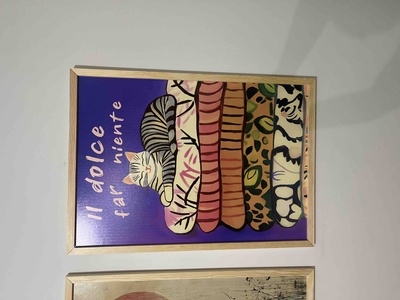 Il dolce
far niente